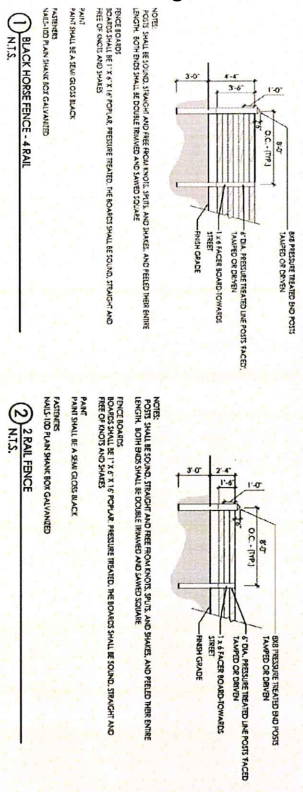 8X8 PRESSURE TREATED END POSTS
TAMPED OR DRIVEN
6" DIA. PRESSURE TREATED LINE POSTS 'FACED',
TAMPED OR DRIVEN
1 x 6 FACER BOARD-TOWARDS
STREET
FINISH GRADE
8'-0"
O.C. - (TYP.)
1'-0"
3'-6"
4'-4"
3'-0"
NOTES:
POSTS SHALL BE SOUND, STRAIGHT AND FREE FROM KNOTS, SPLITS, AND SHAKES, AND PEELED THEIR ENTIRE
LENGTH. BOTH ENDS SHALL BE DOUBLE TRIMMED AND SAWED SQUARE
FENCE BOARDS
BOARDS SHALL BE 1" X 6" X 16' POPLAR, PRESSURE TREATED. THE BOARDS SHALL BE SOUND, STRAIGHT AND
FREE OF KNOTS AND SHAKES
PAINT
PAINT SHALL BE A SEMI GLOSS BLACK
FASTENERS
NAILS-10D PLAIN SHANK BOX GALVANIZED
1 BLACK HORSE FENCE - 4 RAIL
N.T.S.
8X8 PRESSURE TREATED END POSTS
TAMPED OR DRIVEN
6" DIA. PRESSURE TREATED LINE POSTS 'FACED
TAMPED OR DRIVEN
1 x 6 FACER BOARD-TOWARDS
STREET
FINISH GRADE
8'-0"
O.C. - (TYP.)
1'-0"
1'-6"
2'-4"
3'-0"
NOTES:
POSTS SHALL BE SOUND, STRAIGHT AND FREE FROM KNOTS, SPLITS, AND SHAKES, AND PEELED THEIR ENTIRE
LENGTH. BOTH ENDS SHALL BE DOUBLE TRIMMED AND SAWED SQUARE
FENCE BOARDS
BOARDS SHALL BE 1" X 6" X 16' POPLAR, PRESSURE TREATED. THE BOARDS SHALL BE SOUND, STRAIGHT AND
FREE OF KNOTS AND SHAKES
PAINT
PAINT SHALL BE A SEMI GLOSS BLACK
FASTENERS
NAILS-10D PLAIN SHANK BOX GALVANIZED
2 2 RAIL FENCE
N.T.S.